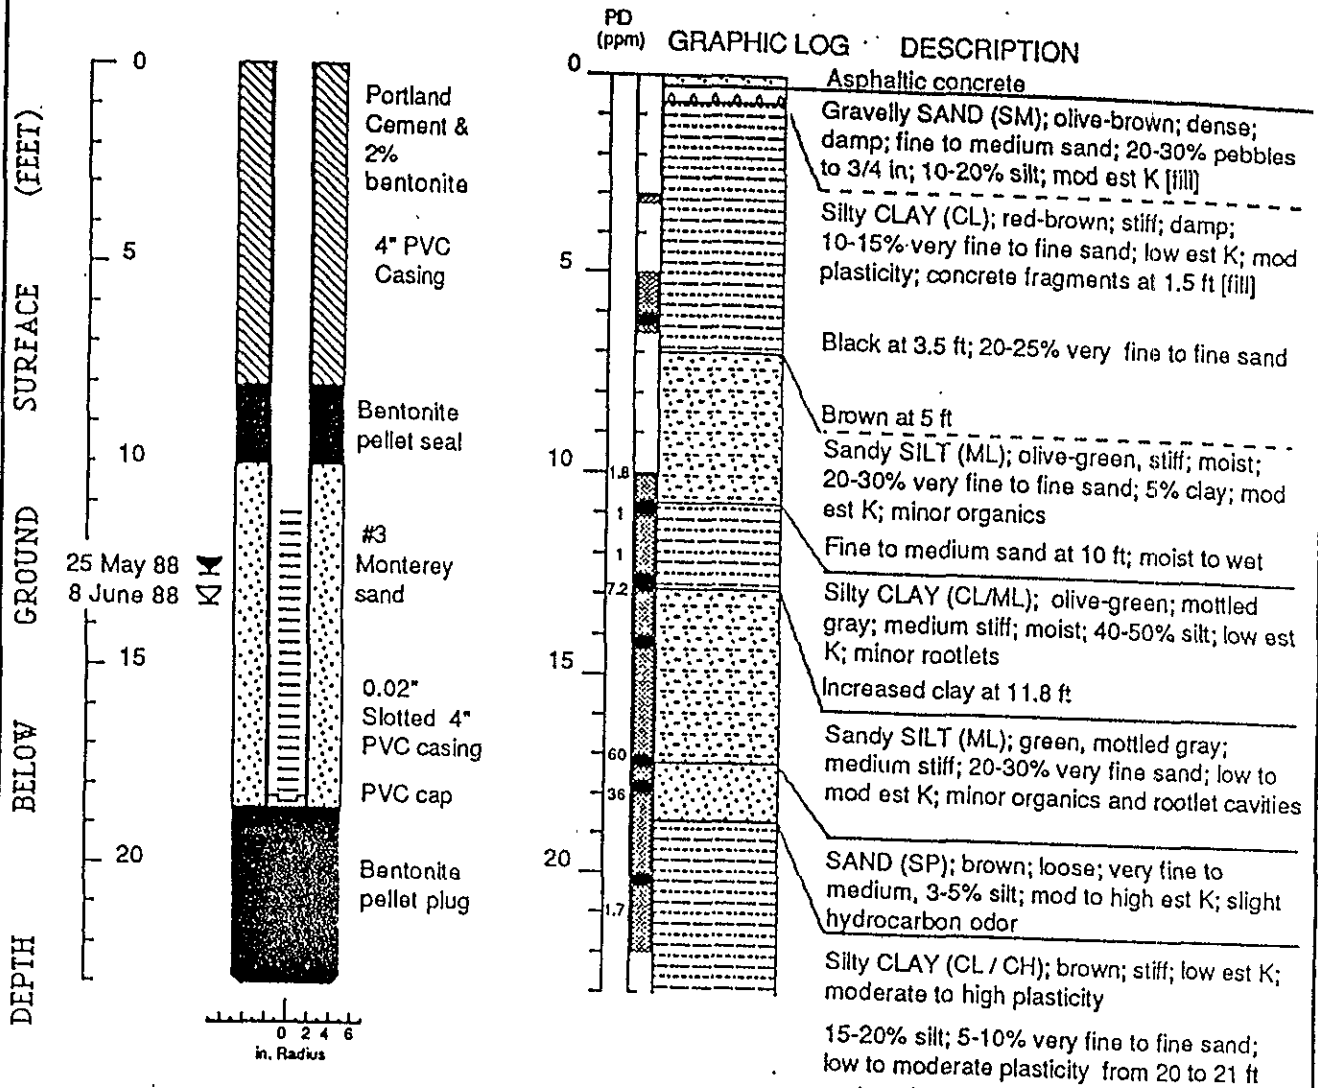 DEPTH BELOW GROUND SURFACE (FEET)
0
5
10
15
20
25 May 88
8 June 88
Portland
Cement &
2%
bentonite
4" PVC
Casing
Bentonite
pellet seal
#3
Monterey
sand
0.02"
Slotted 4"
PVC casing
PVC cap
Bentonite
pellet plug
0 2 4 6
in. Radius
PD
(ppm)
GRAPHIC LOG
DESCRIPTION
0
5
10
15
20
1.8
1
1
7.2
60
36
1.7
Asphaltic concrete
Gravelly SAND (SM); olive-brown; dense;
damp; fine to medium sand; 20-30% pebbles
to 3/4 in; 10-20% silt; mod est K [fill]
Silty CLAY (CL); red-brown; stiff; damp;
10-15% very fine to fine sand; low est K; mod
plasticity; concrete fragments at 1.5 ft [fill]
Black at 3.5 ft; 20-25% very fine to fine sand
Brown at 5 ft
Sandy SILT (ML); olive-green, stiff; moist;
20-30% very fine to fine sand; 5% clay; mod
est K; minor organics
Fine to medium sand at 10 ft; moist to wet
Silty CLAY (CL/ML); olive-green; mottled
gray; medium stiff; moist; 40-50% silt; low est
K; minor rootlets
Increased clay at 11.8 ft
Sandy SILT (ML); green, mottled gray;
medium stiff; 20-30% very fine sand; low to
mod est K; minor organics and rootlet cavities
SAND (SP); brown; loose; very fine to
medium, 3-5% silt; mod to high est K; slight
hydrocarbon odor
Silty CLAY (CL / CH); brown; stiff; low est K;
moderate to high plasticity
15-20% silt; 5-10% very fine to fine sand;
low to moderate plasticity from 20 to 21 ft